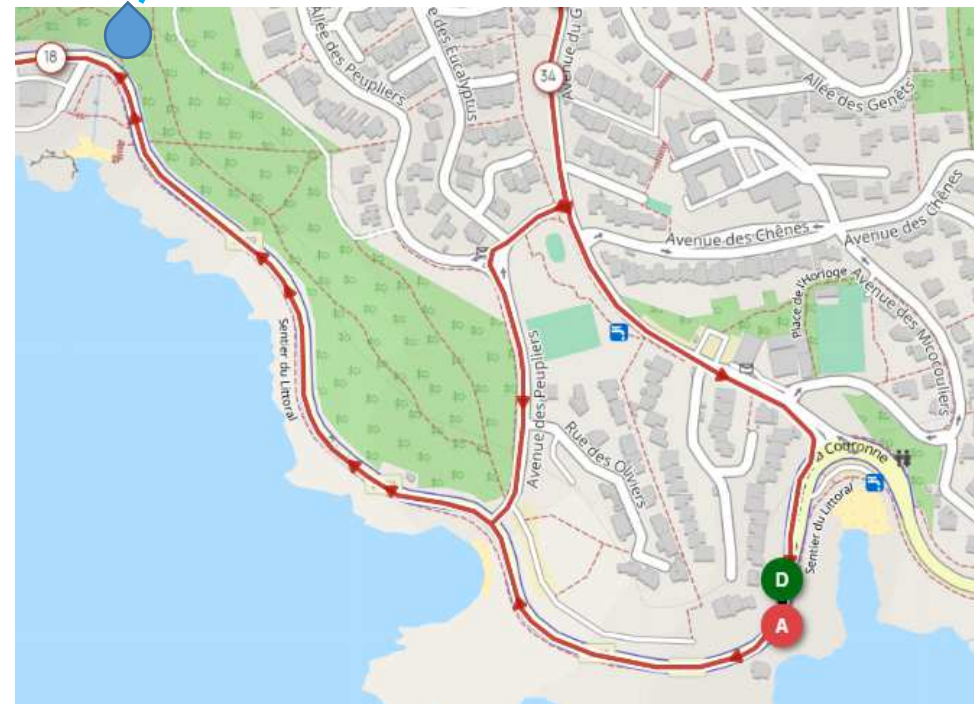 18
Allée des Peupliers
e des Eucalyptus
34
Avenue du G
Allée des Genêts
Avenue des Chênes
Avenue des Chênes
Place de l'Horloge
Avenue des Micocouliers
Sentier du Littoral
Avenue des Peupliers
Rue des Oliviers
Couronne
Sentier du Littoral
D
A